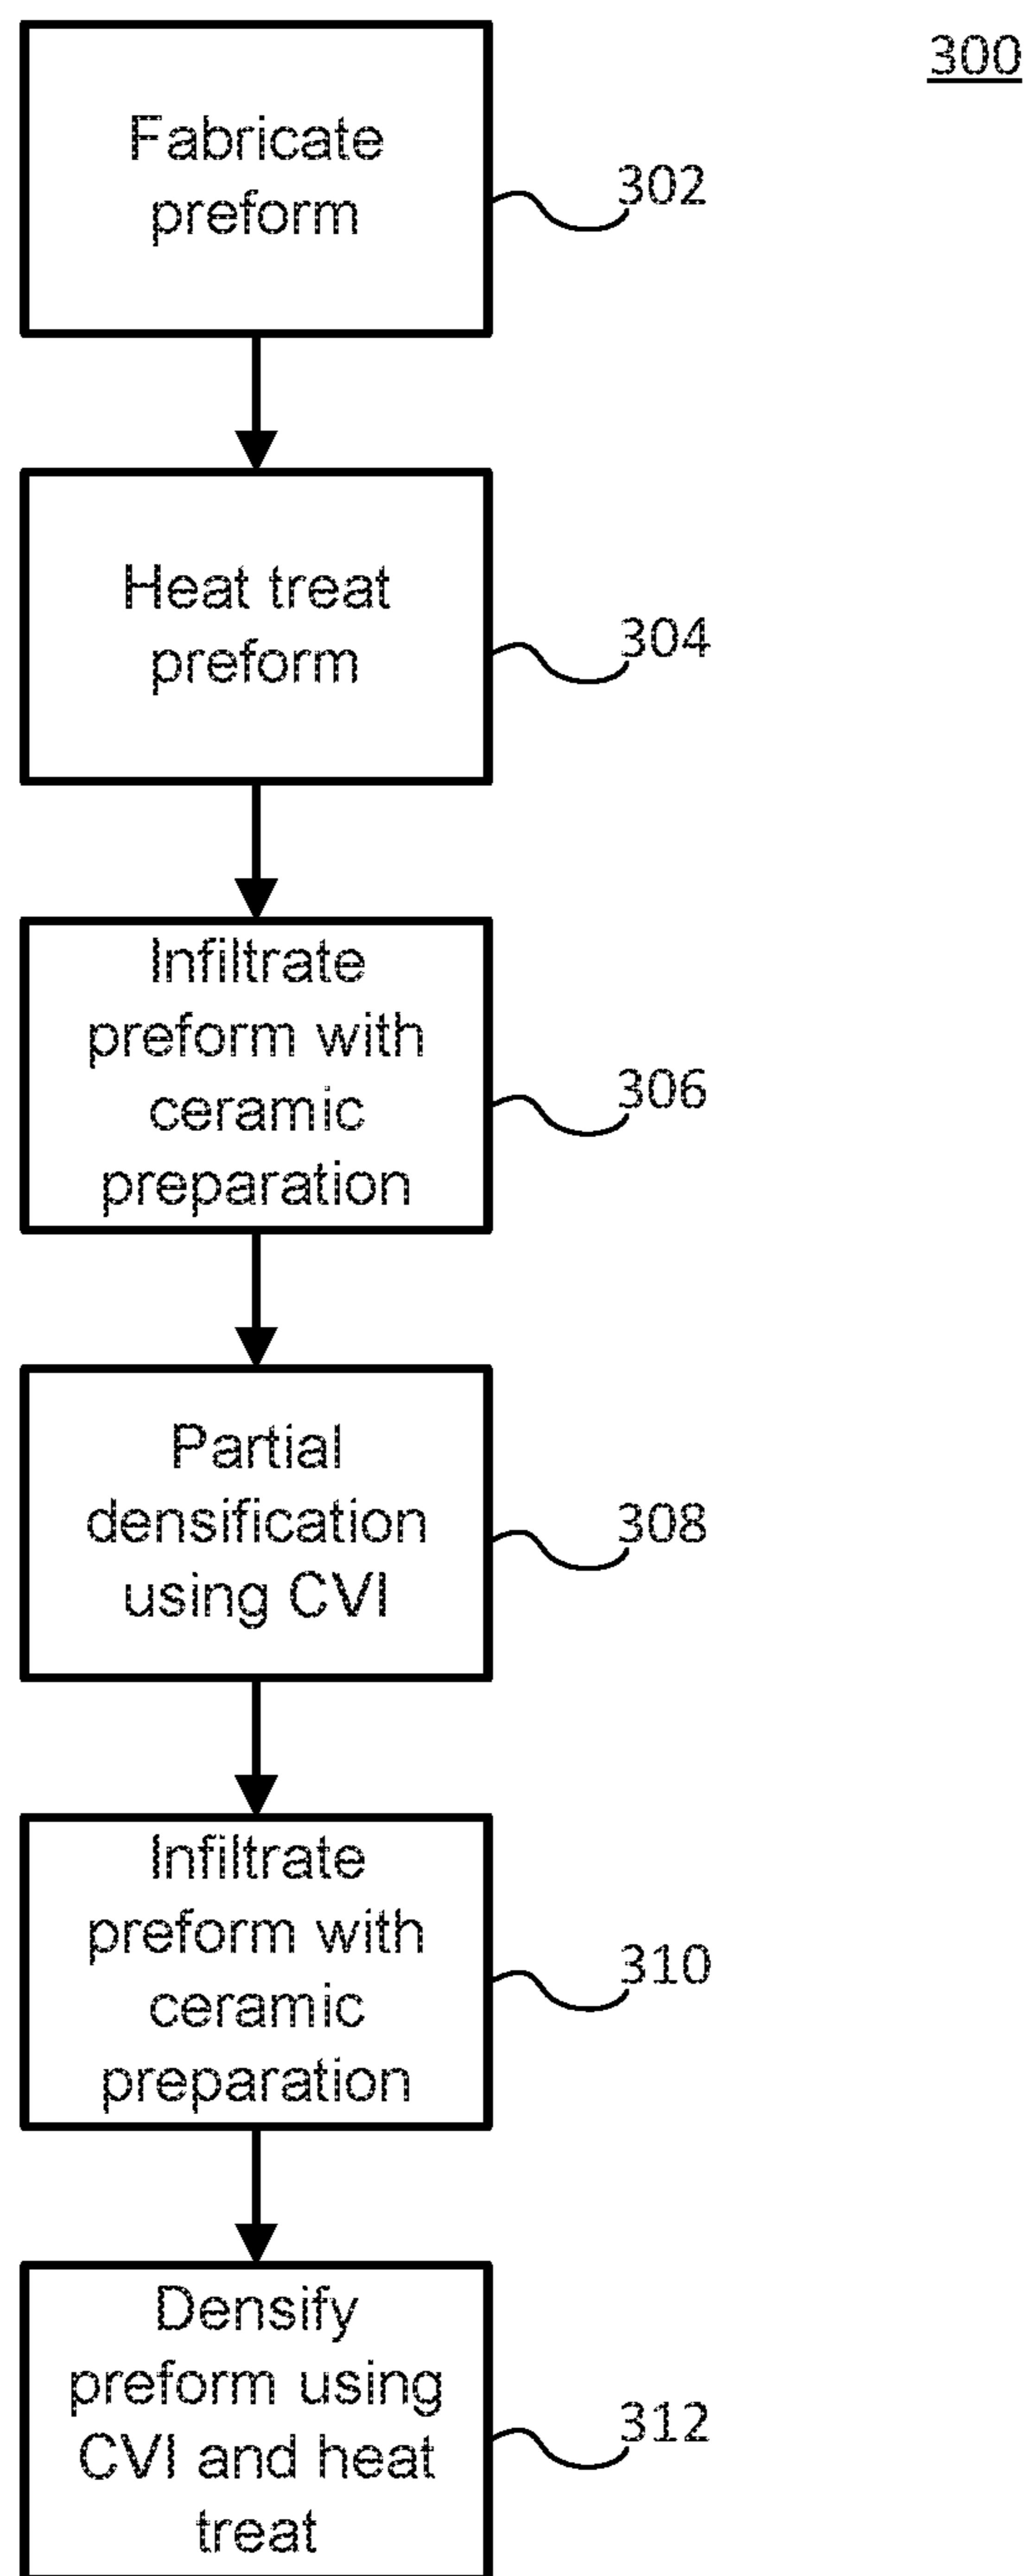 300
Fabricate
preform
302
Heat treat
preform
304
Infiltrate
preform with
ceramic
preparation
306
Partial
densification
using CVI
308
Infiltrate
preform with
ceramic
preparation
310
Densify
preform using
CVI and heat
treat
312